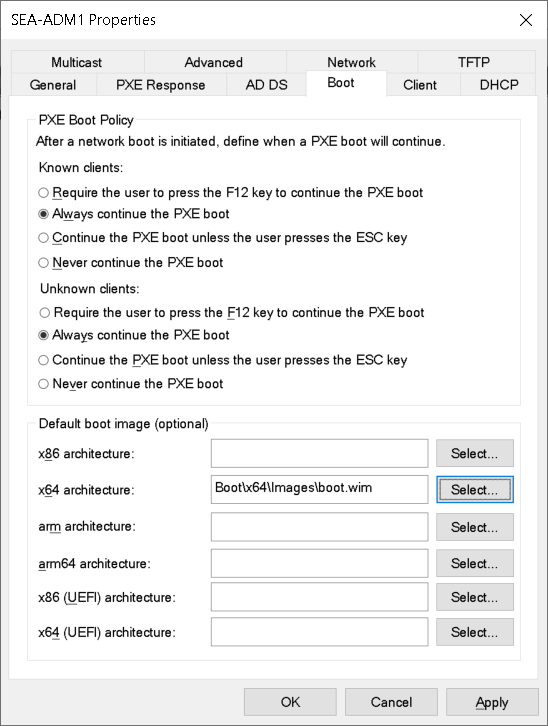 SEA-ADM1 Properties
Multicast Advanced Network TFTP
General PXE Response AD DS Boot Client DHCP
PXE Boot Policy
After a network boot is initiated, define when a PXE boot will continue.
Known clients:
Require the user to press the F12 key to continue the PXE boot
Always continue the PXE boot
Continue the PXE boot unless the user presses the ESC key
Never continue the PXE boot
Unknown clients:
Require the user to press the F12 key to continue the PXE boot
Always continue the PXE boot
Continue the PXE boot unless the user presses the ESC key
Never continue the PXE boot
Default boot image (optional)
x86 architecture: Select...
x64 architecture: Boot\x64\Images\boot.wim Select...
arm architecture: Select...
arm64 architecture: Select...
x86 (UEFI) architecture: Select...
x64 (UEFI) architecture: Select...
OK Cancel Apply